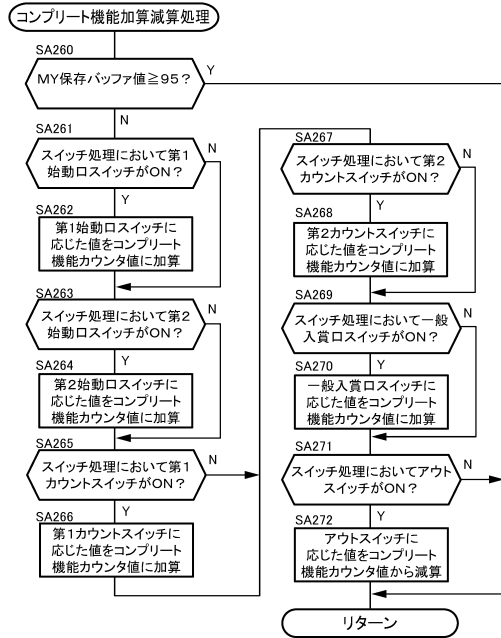 コンプリート機能加算減算処理
SA260
MY保存バッファ値≧95?
Y
N
SA261
スイッチ処理において第1
始動口スイッチがON?
N
Y
SA262
第1始動口スイッチに
応じた値をコンプリート
機能カウンタ値に加算
SA263
スイッチ処理において第2
始動口スイッチがON?
N
Y
SA264
第2始動口スイッチに
応じた値をコンプリート
機能カウンタ値に加算
SA265
スイッチ処理において第1
カウントスイッチがON?
N
Y
SA266
第1カウントスイッチに
応じた値をコンプリート
機能カウンタ値に加算
SA267
スイッチ処理において第2
カウントスイッチがON?
N
Y
SA268
第2カウントスイッチに
応じた値をコンプリート
機能カウンタ値に加算
SA269
スイッチ処理において一般
入賞口スイッチがON?
N
Y
SA270
一般入賞口スイッチに
応じた値をコンプリート
機能カウンタ値に加算
SA271
スイッチ処理においてアウト
スイッチがON?
N
Y
SA272
アウトスイッチに
応じた値をコンプリート
機能カウンタ値から減算
リターン